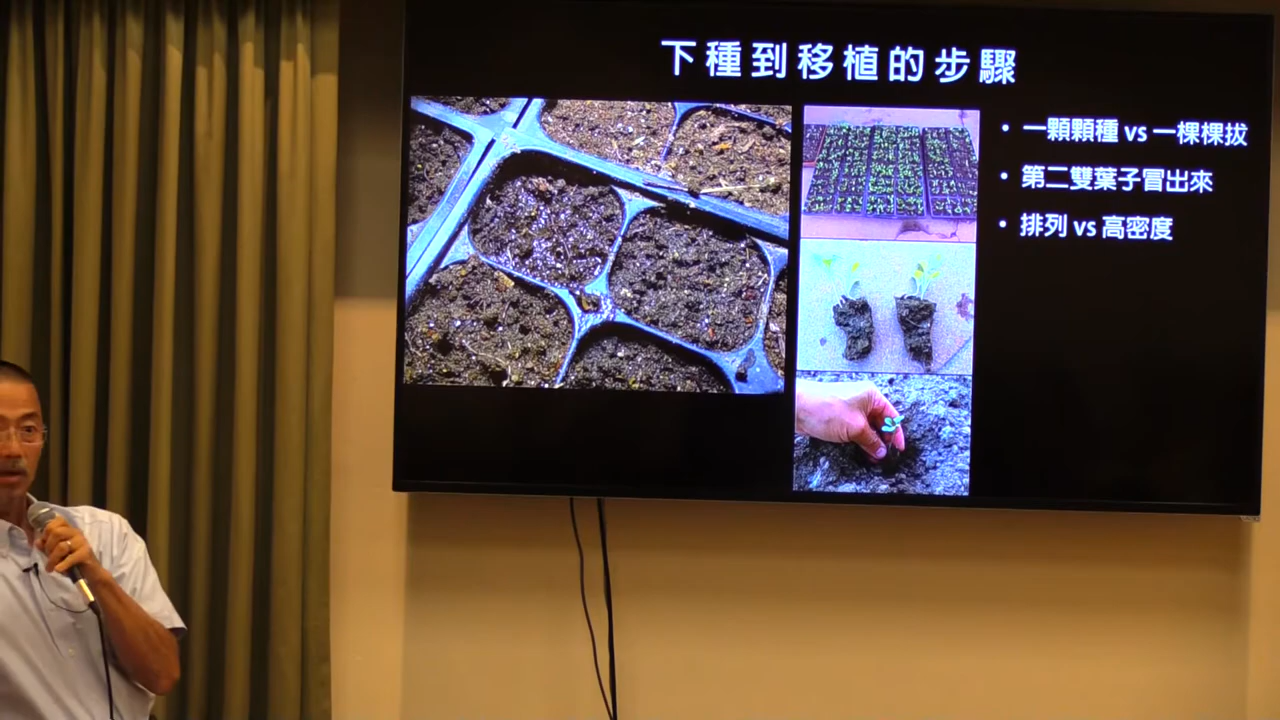 下種到移植的步驟
• 一顆顆種 vs 一棵棵拔
• 第二雙葉子冒出來
• 排列 vs 高密度